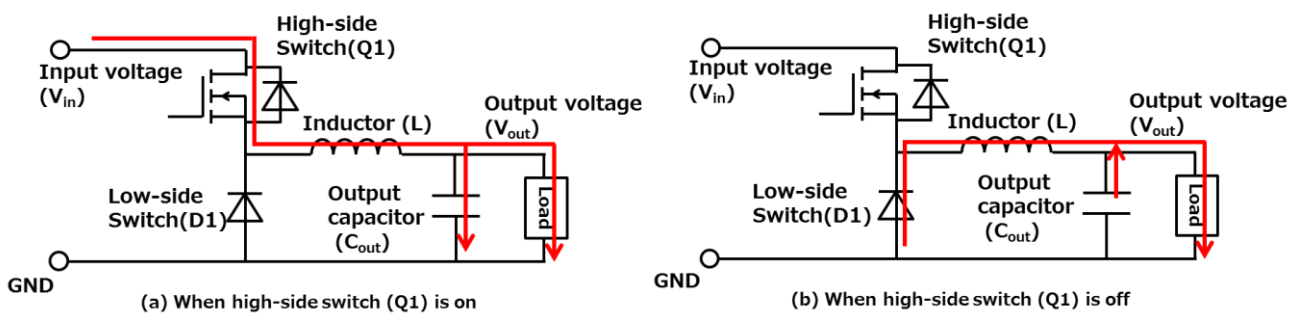 High-side
Switch(Q1)
Input voltage
(Vin)
Output voltage
(Vout)
Inductor (L)
Low-side
Switch(D1)
Output
capacitor
(Cout)
Load
GND
(a) When high-side switch (Q1) is on
High-side
Switch(Q1)
Input voltage
(Vin)
Output voltage
(Vout)
Inductor (L)
Low-side
Switch(D1)
Output
capacitor
(Cout)
Load
GND
(b) When high-side switch (Q1) is off